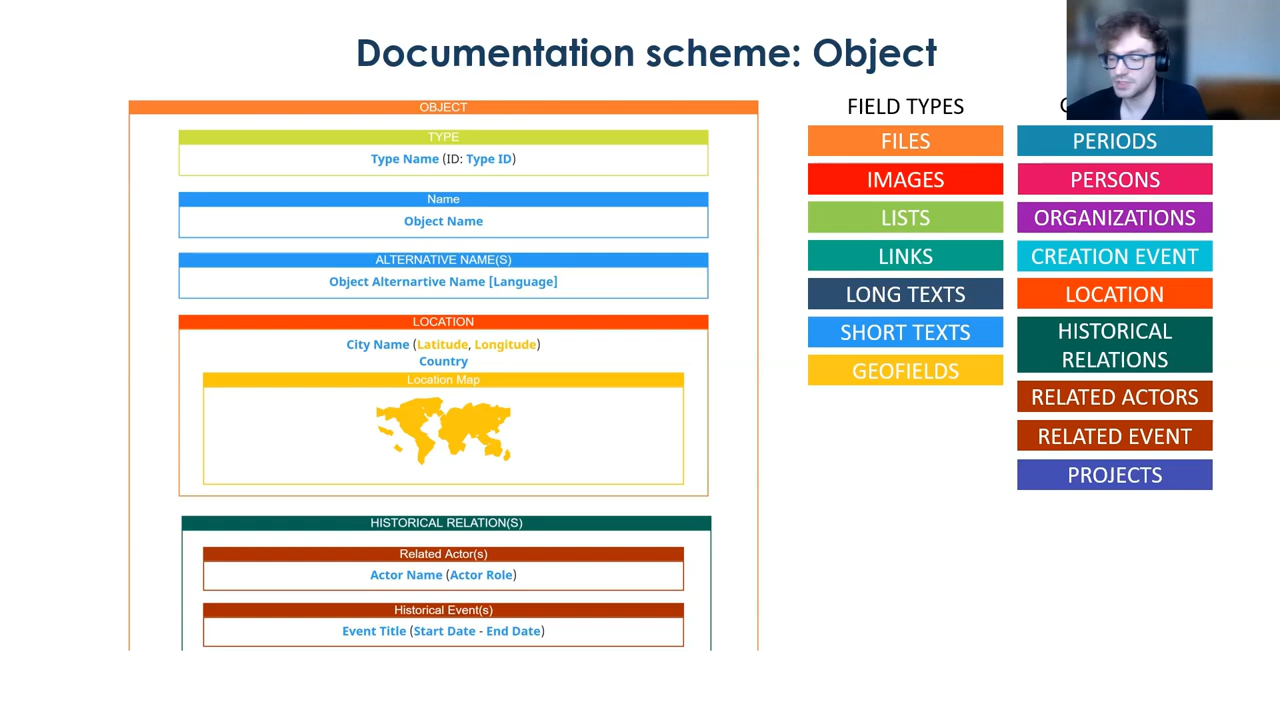 Documentation scheme: Object
OBJECT
TYPE
Type Name (ID: Type ID)
Name
Object Name
ALTERNATIVE NAME(S)
Object Alternartive Name [Language]
LOCATION
City Name (Latitude, Longitude)
Country
Location Map
HISTORICAL RELATION(S)
Related Actor(s)
Actor Name (Actor Role)
Historical Event(s)
Event Title (Start Date - End Date)
FIELD TYPES
FILES
IMAGES
LISTS
LINKS
LONG TEXTS
SHORT TEXTS
GEOFIELDS
PERIODS
PERSONS
ORGANIZATIONS
CREATION EVENT
LOCATION
HISTORICAL
RELATIONS
RELATED ACTORS
RELATED EVENT
PROJECTS